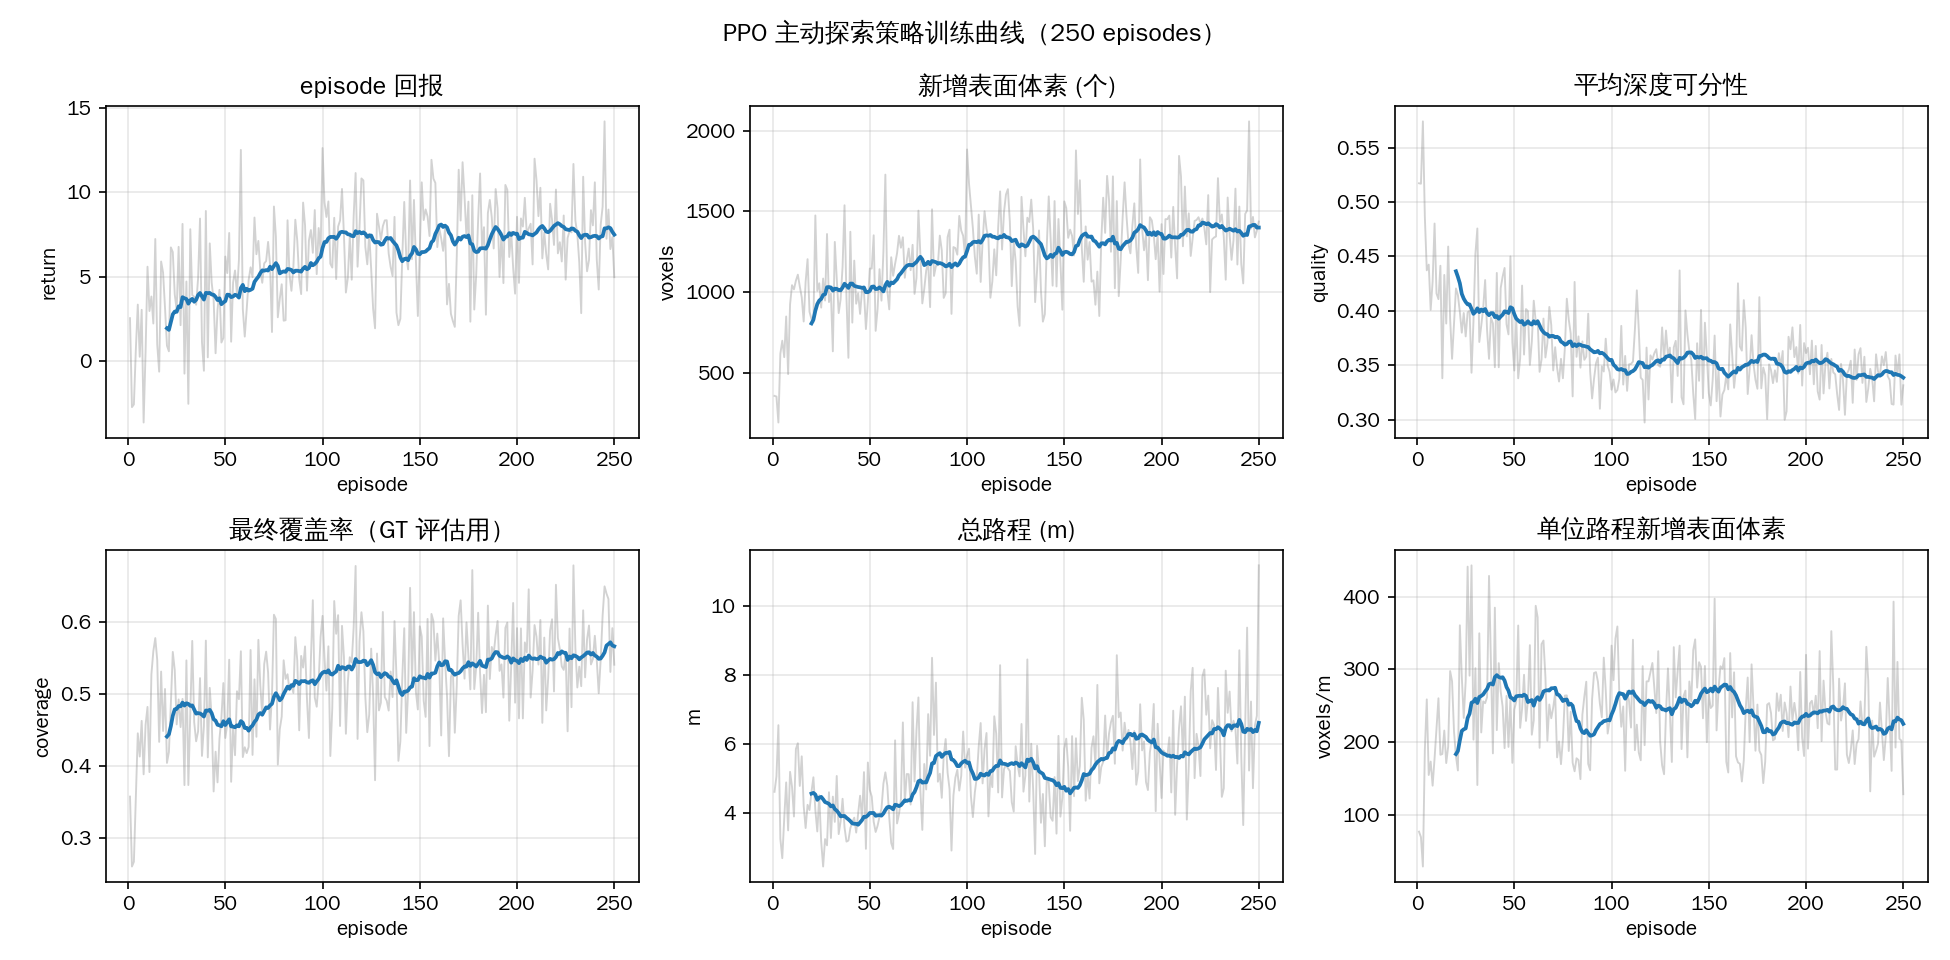 PPO 主动探索策略训练曲线（250 episodes）
episode 回报
return
15
10
5
0
0 50 100 150 200 250
episode
新增表面体素 (个)
voxels
2000
1500
1000
500
0 50 100 150 200 250
episode
平均深度可分性
quality
0.55
0.50
0.45
0.40
0.35
0.30
0 50 100 150 200 250
episode
最终覆盖率（GT 评估用）
coverage
0.6
0.5
0.4
0.3
0 50 100 150 200 250
episode
总路程 (m)
m
10
8
6
4
0 50 100 150 200 250
episode
单位路程新增表面体素
voxels/m
400
300
200
100
0 50 100 150 200 250
episode